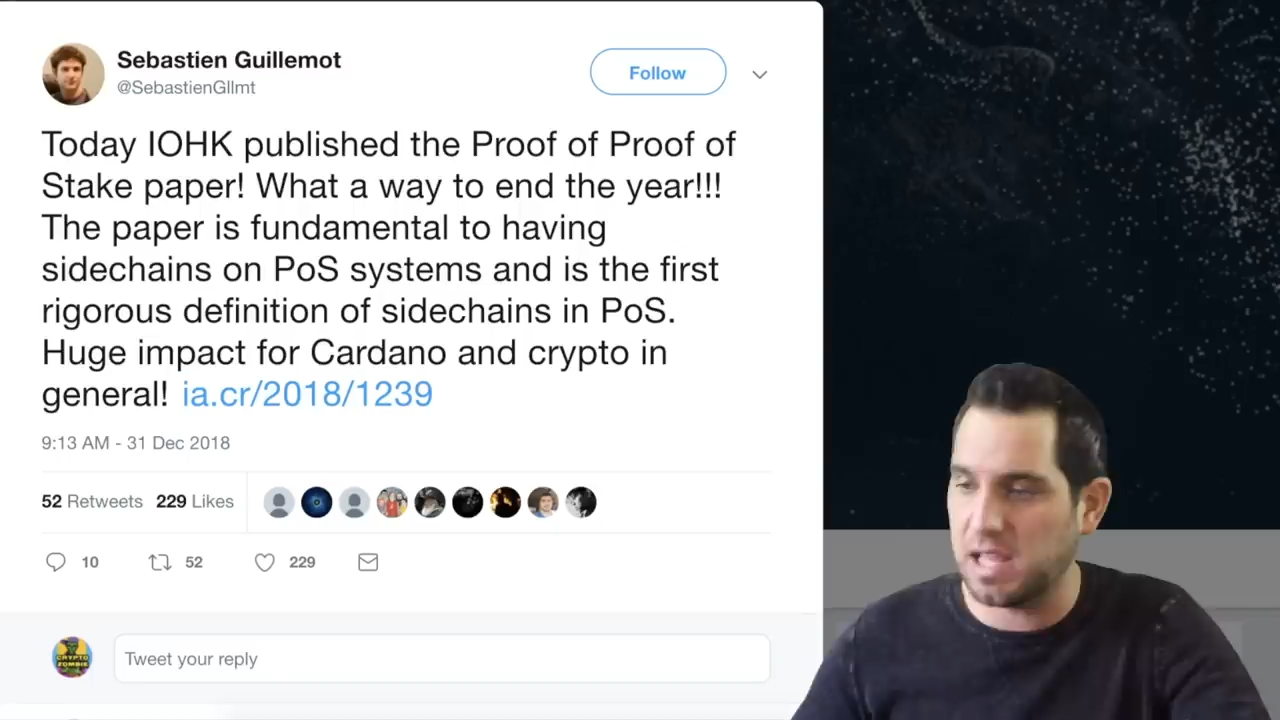 Sebastien Guillemot
@SebastienGllmt
Follow
Today IOHK published the Proof of Proof of
Stake paper! What a way to end the year!!!
The paper is fundamental to having
sidechains on PoS systems and is the first
rigorous definition of sidechains in PoS.
Huge impact for Cardano and crypto in
general! ia.cr/2018/1239
9:13 AM - 31 Dec 2018
52 Retweets 229 Likes
10 52 229
CRYPTO
ZOMBIE
Tweet your reply